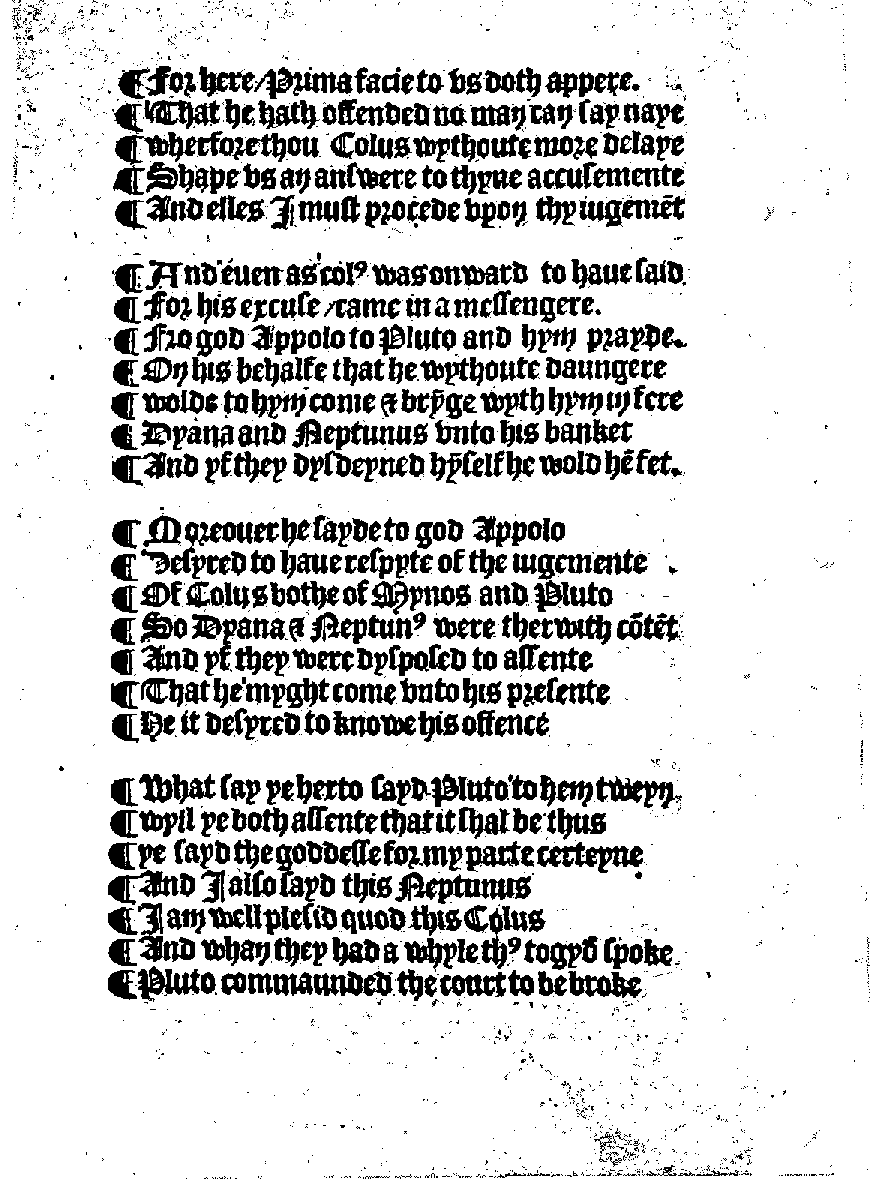 ¶ For here / Prima facie to vs doth appere.
¶ That he hath offended no man can say naye
¶ wherfore thou Colus wythoute more delaye
¶ Shape vs an answere to thyne accusemente
¶ And elles I must procede vpon thy iugemēt
¶ And euen as colꝰ was onward to haue said
¶ For his excuse / came in a messengere.
¶ Fro god Appolo to Pluto and hym prayde.
¶ On his behalfe that he wythoute daungere
¶ wolde to hym come & brȳge wyth hym in fere
¶ Dyana and Neptunus vnto his banket
¶ And yf they dysdeyned hȳself he wold hē fet.
¶ Moreouer he sayde to god Appolo
¶ Desyred to haue respyte of the iugemente
¶ Of Colus bothe of Mynos and Pluto
¶ So Dyana & Neptunꝰ were therwith cōtēt
¶ And yf they were dysposed to assente
¶ That he myght come vnto his presente
¶ He it desyred to knowe his offence
¶ What say ye herto sayd Pluto to hem tweyn.
¶ wyll ye both assente that it shal be thus
¶ ye sayd the goddesse for my parte certeyne
¶ And I also sayd this Neptunus
¶ I am well plesid quod this Colus
¶ And whan they had a whyle thꝰ togyd̄ spoke
¶ Pluto commaunded the court to be broke